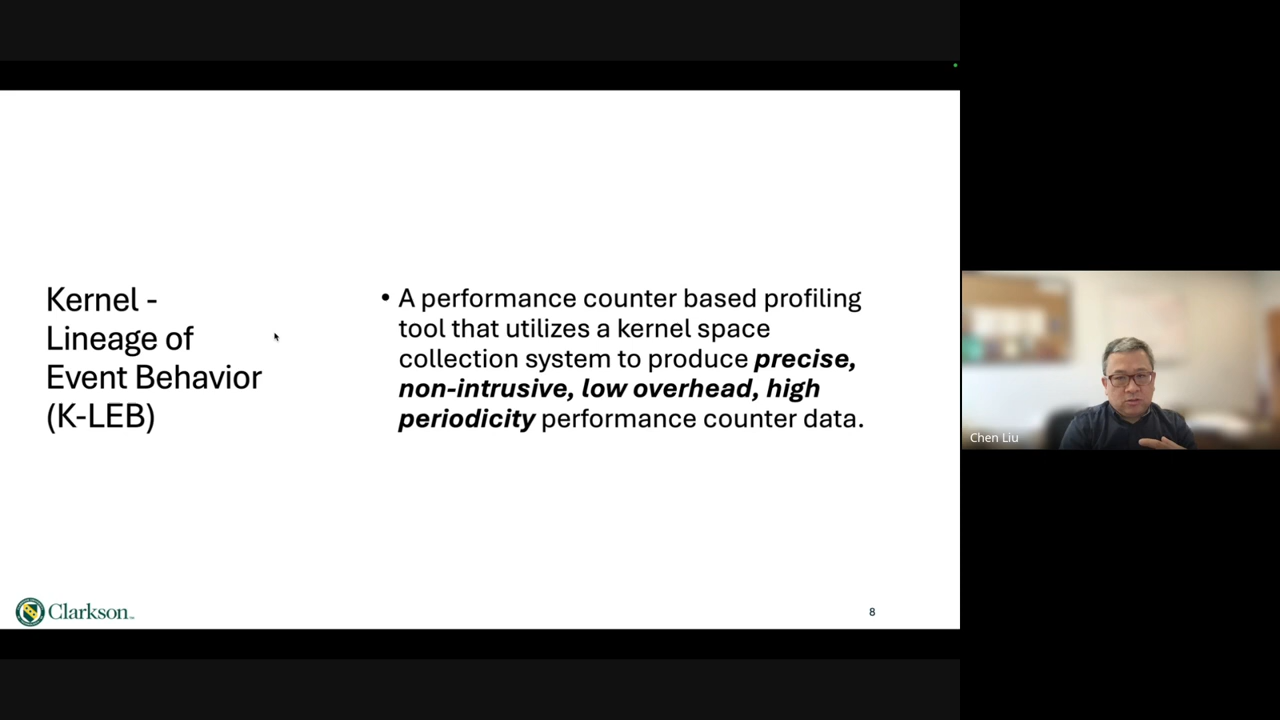 Kernel -
Lineage of
Event Behavior
(K-LEB)
• A performance counter based profiling
tool that utilizes a kernel space
collection system to produce precise,
non-intrusive, low overhead, high
periodicity performance counter data.
Clarkson
8
Chen Liu